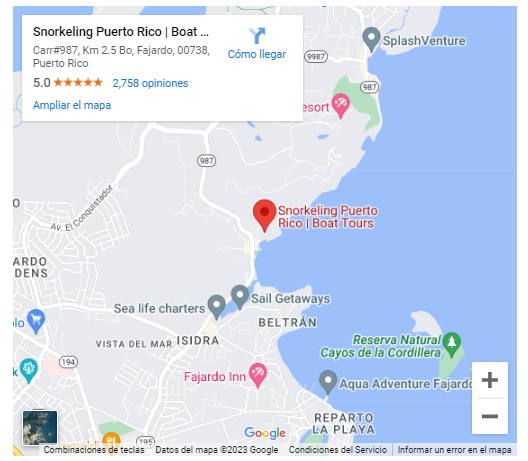 Snorkeling Puerto Rico | Boat ...
Carr#987, Km 2.5 Bo, Fajardo, 00738,
Puerto Rico
5.0 ★★★★★ 2,758 opiniones
Ampliar el mapa
Cómo llegar
SplashVenture
9987
987
esort
987
Av. El Conquistador
Snorkeling Puerto
Rico | Boat Tours
O
ARDO
DENS
Sea life charters
Sail Getaways
BELTRÁN
lo
VISTA DEL MAR
ISIDRA
Reserva Natural
Cayos de la Cordillera
194
Fajardo Inn
k
Aqua Adventure Fajardo
REPARTO
LA PLAYA
194
Google
Combinaciones de teclas
Datos del mapa ©2023 Google
Condiciones del Servicio
Informar un error en el mapa